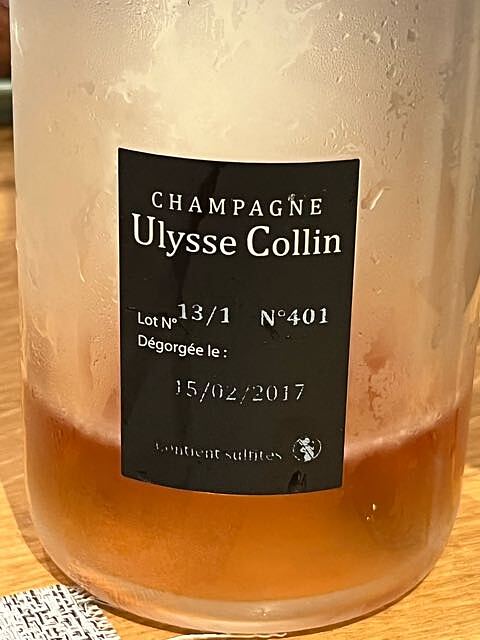 CHAMPAGNE
Ulysse Collin
Lot N° 13/1 N°401
Dégorgée le :
15/02/2017
contient sulfites